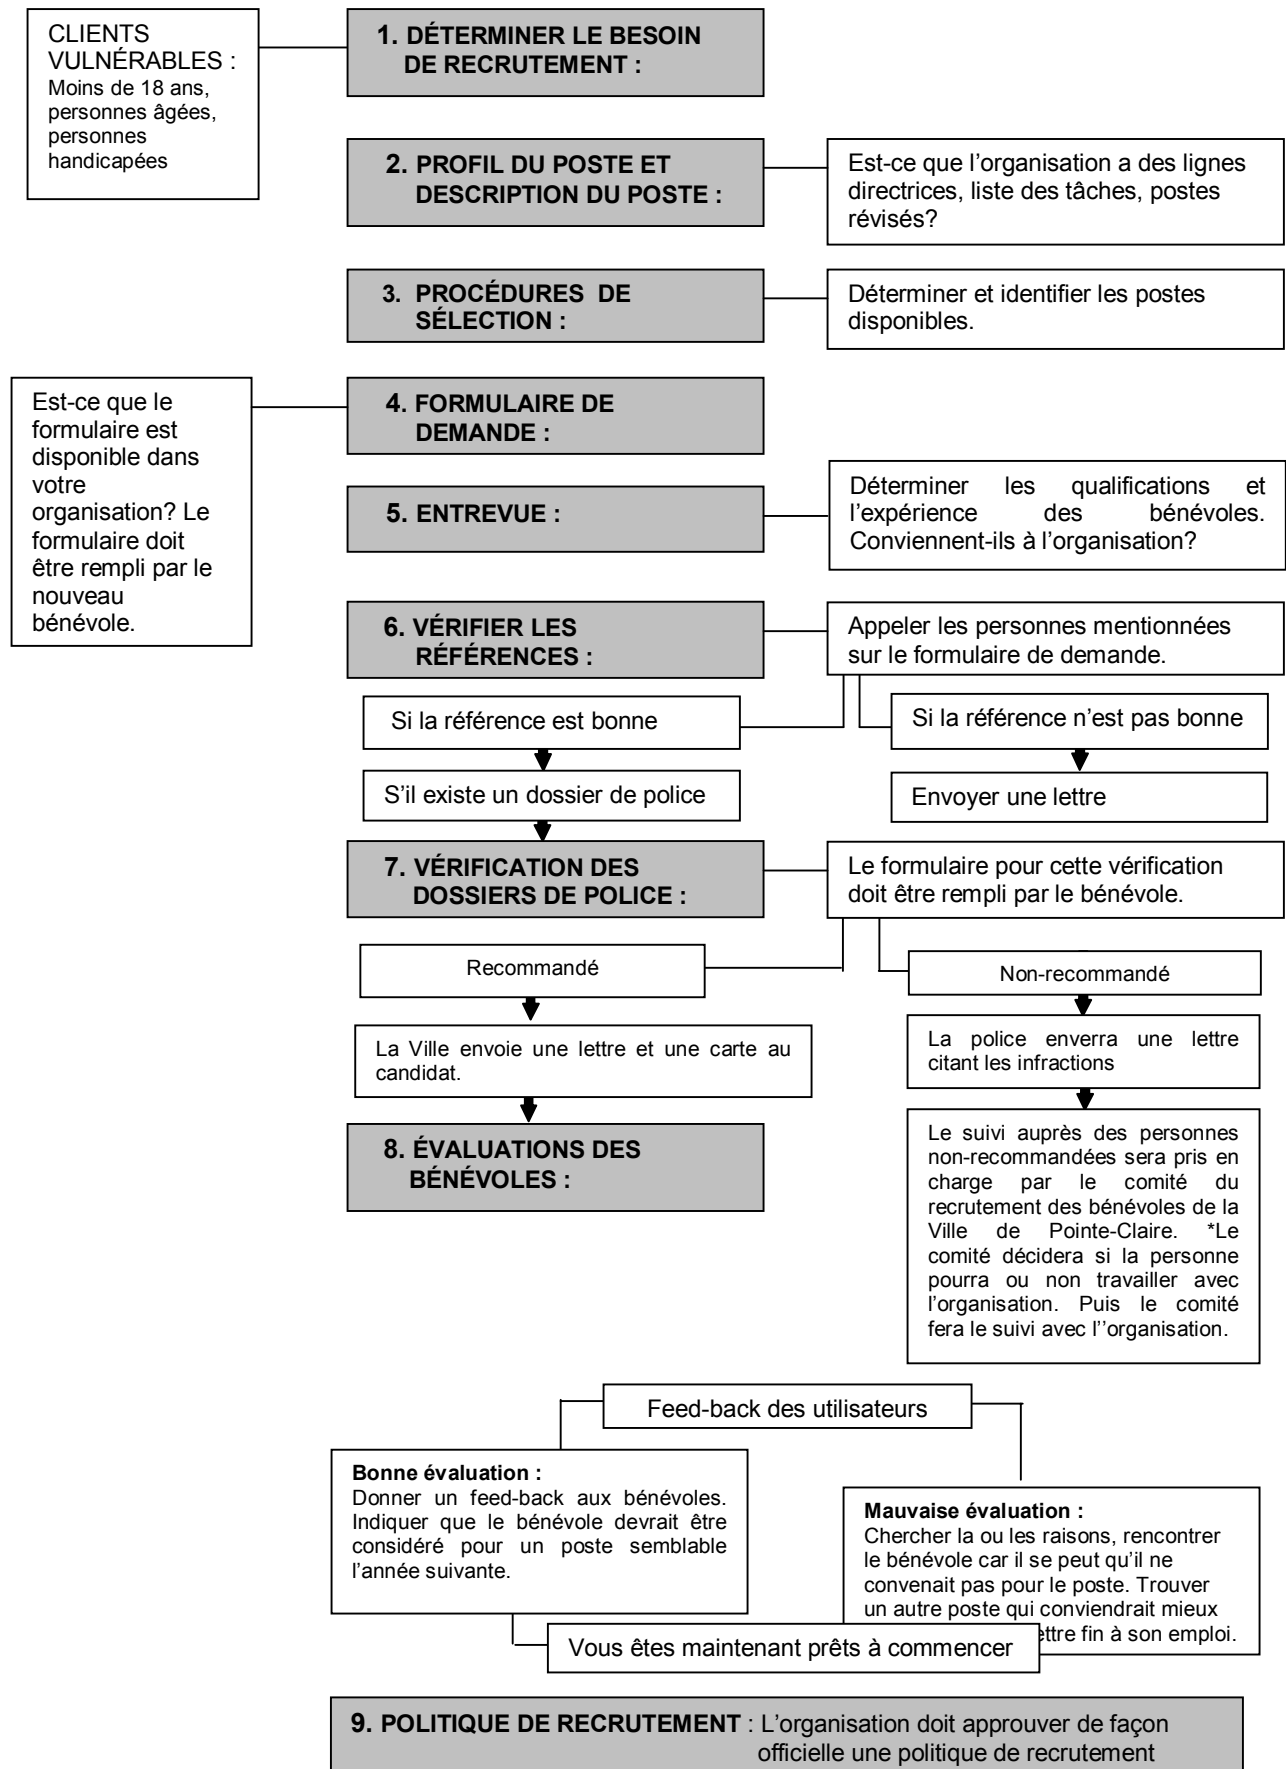 CLIENTS
VULNÉRABLES :
Moins de 18 ans,
personnes âgées,
personnes
handicapées
1. DÉTERMINER LE BESOIN
DE RECRUTEMENT :
2. PROFIL DU POSTE ET
DESCRIPTION DU POSTE :
Est-ce que l’organisation a des lignes
directrices, liste des tâches, postes
révisés?
3. PROCÉDURES DE
SÉLECTION :
Déterminer et identifier les postes
disponibles.
Est-ce que le
formulaire est
disponible dans
votre
organisation? Le
formulaire doit
être rempli par le
nouveau
bénévole.
4. FORMULAIRE DE
DEMANDE :
5. ENTREVUE :
Déterminer les qualifications et
l’expérience des bénévoles.
Conviennent-ils à l’organisation?
6. VÉRIFIER LES
RÉFÉRENCES :
Appeler les personnes mentionnées
sur le formulaire de demande.
Si la référence est bonne
Si la référence n’est pas bonne
S’il existe un dossier de police
Envoyer une lettre
7. VÉRIFICATION DES
DOSSIERS DE POLICE :
Le formulaire pour cette vérification
doit être rempli par le bénévole.
Recommandé
Non-recommandé
La Ville envoie une lettre et une carte au
candidat.
La police enverra une lettre
citant les infractions
8. ÉVALUATIONS DES
BÉNÉVOLES :
Le suivi auprès des personnes
non-recommandées sera pris en
charge par le comité du
recrutement des bénévoles de la
Ville de Pointe-Claire. *Le
comité décidera si la personne
pourra ou non travailler avec
l’organisation. Puis le comité
fera le suivi avec l’’organisation.
Feed-back des utilisateurs
Bonne évaluation :
Donner un feed-back aux bénévoles.
Indiquer que le bénévole devrait être
considéré pour un poste semblable
l’année suivante.
Mauvaise évaluation :
Chercher la ou les raisons, rencontrer
le bénévole car il se peut qu’il ne
convenait pas pour le poste. Trouver
un autre poste qui conviendrait mieux
ettre fin à son emploi.
Vous êtes maintenant prêts à commencer
9. POLITIQUE DE RECRUTEMENT : L’organisation doit approuver de façon
officielle une politique de recrutement